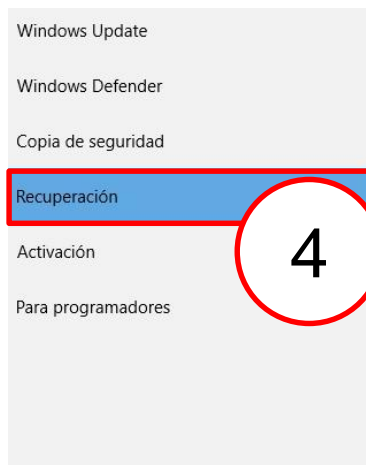 Windows Update
Windows Defender
Copia de seguridad
Recuperación
Activación
4
Para programadores